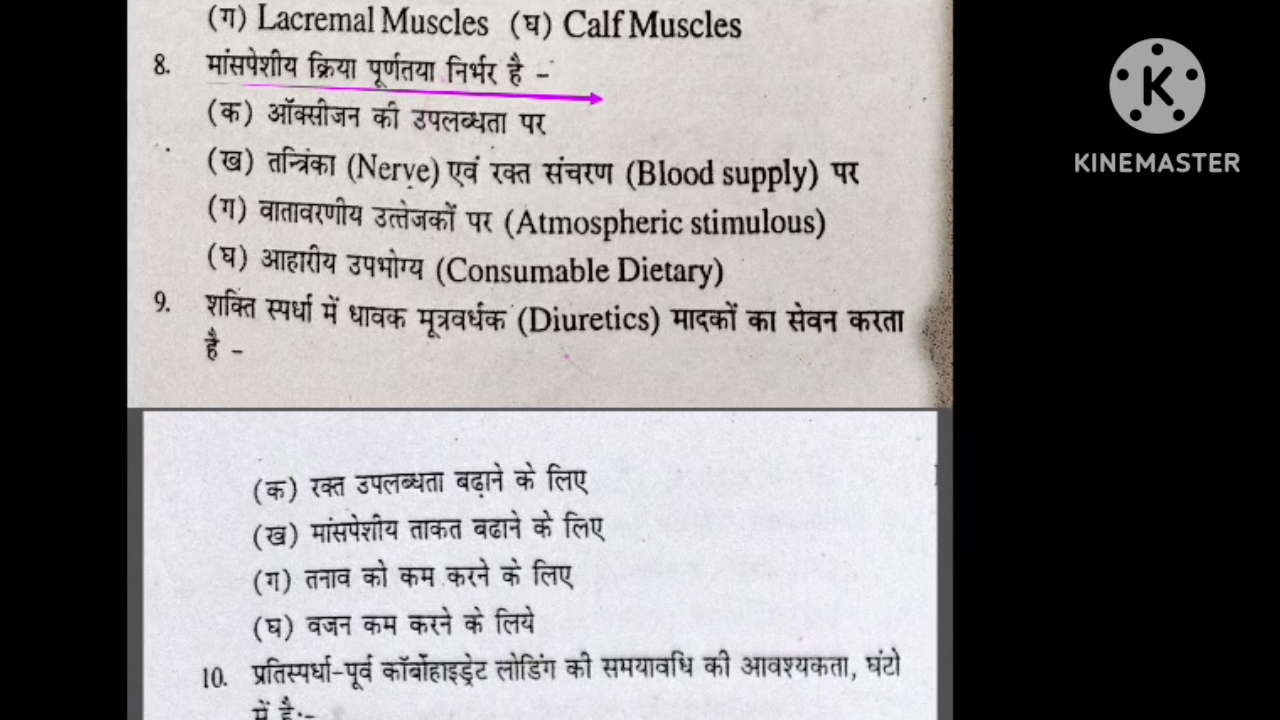 (ग) Lacremal Muscles (घ) Calf Muscles
8. मांसपेशीय क्रिया पूर्णतया निर्भर है -
(क) ऑक्सीजन की उपलब्धता पर
(ख) तन्त्रिंका (Nerve) एवं रक्त संचरण (Blood supply) पर
(ग) वातावरणीय उत्तेजकों पर (Atmospheric stimulous)
(घ) आहारीय उपभोग्य (Consumable Dietary)
9. शक्ति स्पर्धा में धावक मूत्रवर्धक (Diuretics) मादकों का सेवन करता
है -
(क) रक्त उपलब्धता बढ़ाने के लिए
(ख) मांसपेशीय ताकत बढाने के लिए
(ग) तनाव को कम करने के लिए
(घ) वजन कम करने के लिये
10. प्रतिस्पर्धा-पूर्व कॉर्बोहाइड्रेट लोडिंग की समयावधि की आवश्यकता, घंटो
में है:-
K
KINEMASTER